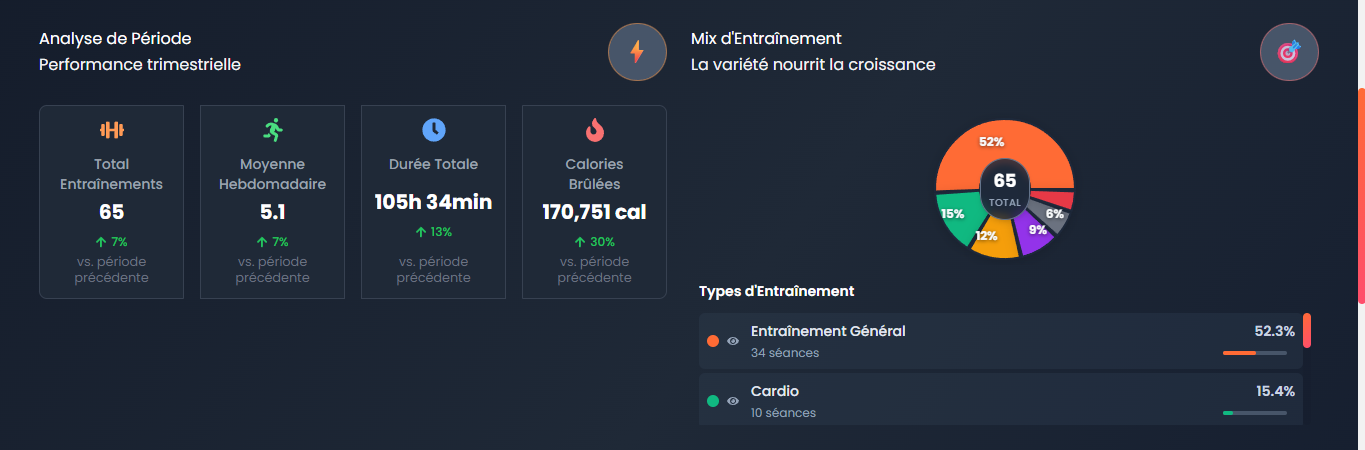 Analyse de Période
Performance trimestrielle
Total
Entraînements
65
7%
vs. période
précédente
Moyenne
Hebdomadaire
5.1
7%
vs. période
précédente
Durée Totale
105h 34min
13%
vs. période
précédente
Calories
Brûlées
170,751 cal
30%
vs. période
précédente
Mix d'Entraînement
La variété nourrit la croissance
52%
65
TOTAL
15%
6%
9%
12%
Types d'Entraînement
Entraînement Général
52.3%
34 séances
Cardio
15.4%
10 séances